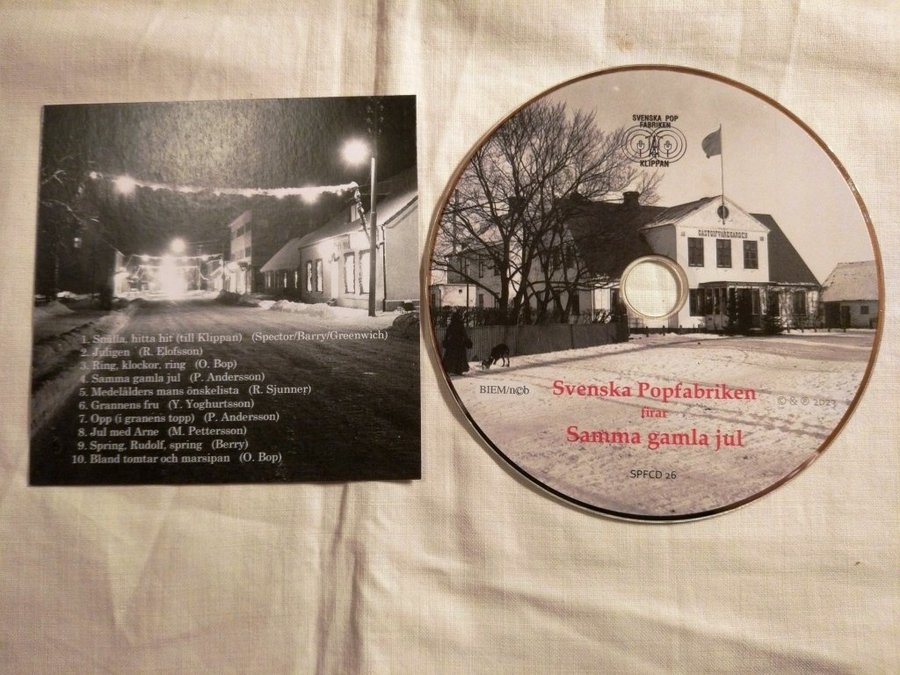 1. Snälla, hitta hit (till Klippan) (Spector/Barry/Greenwich)
2. Juligen (R. Elofsson)
3. Ring, klockor, ring (O. Bop)
4. Samma gamla jul (P. Andersson)
5. Medelålders mans önskelista (R. Sjunner)
6. Grannens fru (Y. Yoghurtsson)
7. Opp (i granens topp) (P. Andersson)
8. Jul med Arne (M. Pettersson)
9. Spring, Rudolf, spring (Berry)
10. Bland tomtar och marsipan (O. Bop)
SVENSKA POP
FABRIKEN
KLIPPAN
GASTGIFVAREGARDEN
BIEM/n©b
Svenska Popfabriken
firar
Samma gamla jul
© & ℗ 2023
SPFCD 26